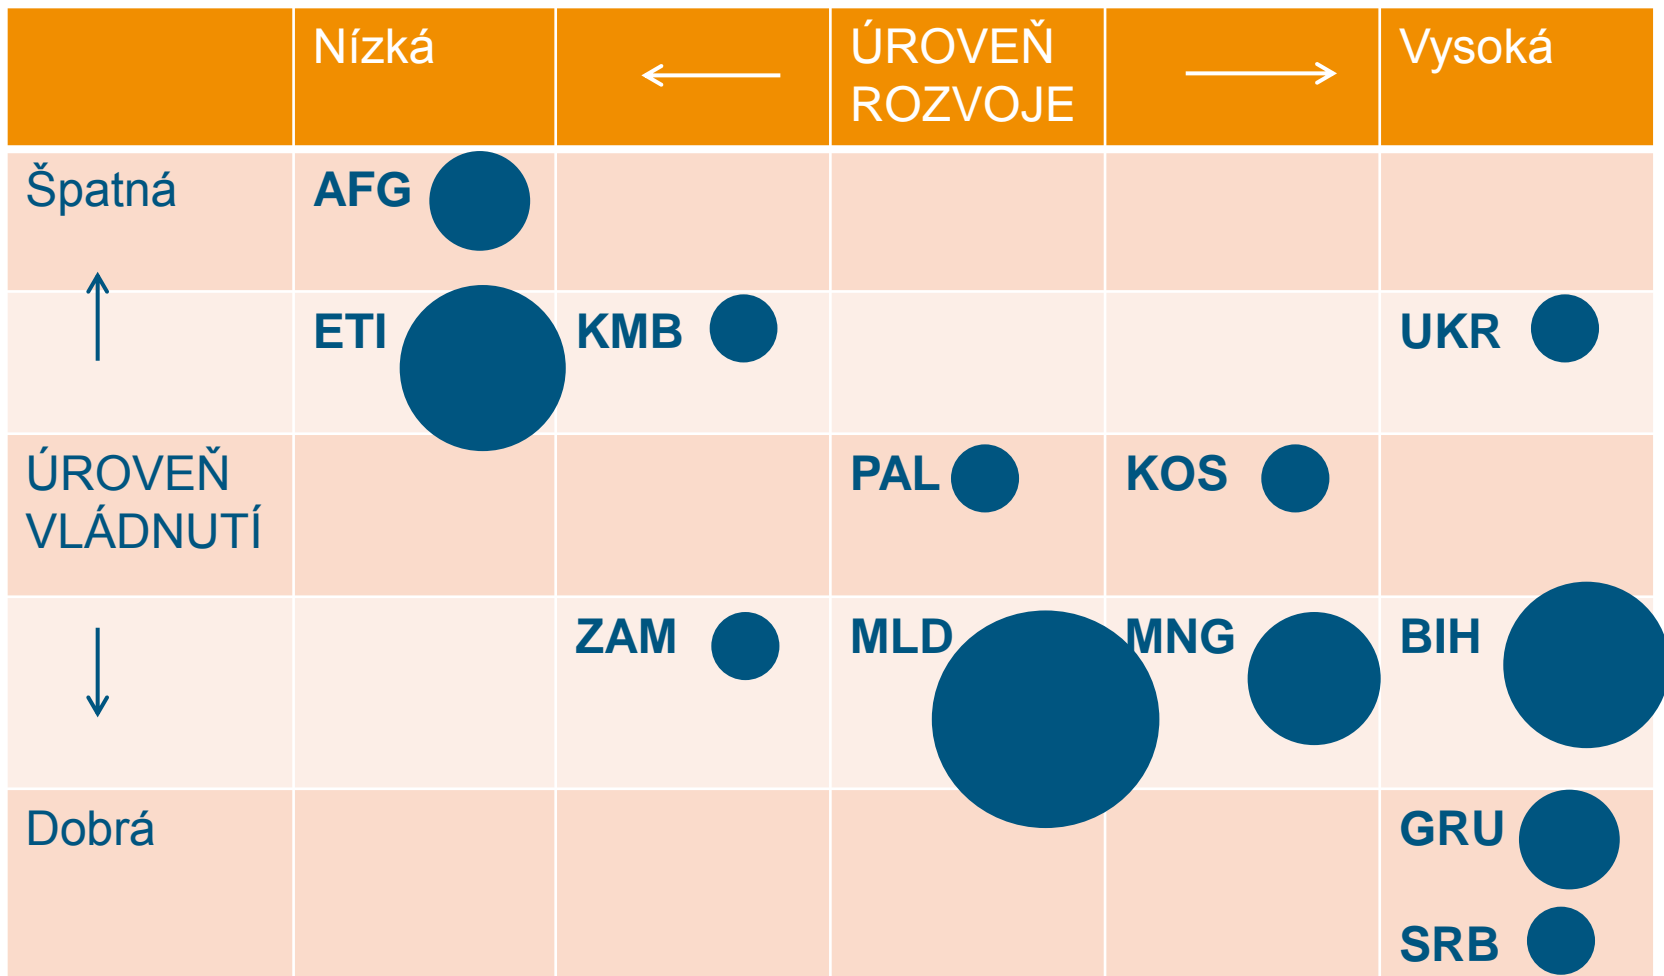 Nízká
ÚROVEŇ
ROZVOJE
Vysoká
Špatná
AFG
ETI
KMB
UKR
ÚROVEŇ
VLÁDNUTÍ
PAL
KOS
ZAM
MLD
MNG
BIH
Dobrá
GRU
SRB